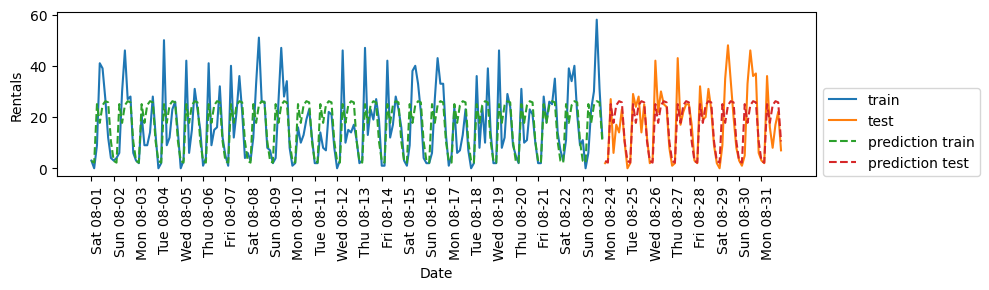 60
40
20
0
Rentals
Sat 08-01
Sun 08-02
Mon 08-03
Tue 08-04
Wed 08-05
Thu 08-06
Fri 08-07
Sat 08-08
Sun 08-09
Mon 08-10
Tue 08-11
Wed 08-12
Thu 08-13
Fri 08-14
Sat 08-15
Sun 08-16
Mon 08-17
Tue 08-18
Wed 08-19
Thu 08-20
Fri 08-21
Sat 08-22
Sun 08-23
Mon 08-24
Tue 08-25
Wed 08-26
Thu 08-27
Fri 08-28
Sat 08-29
Sun 08-30
Mon 08-31
Date
train
test
prediction train
prediction test